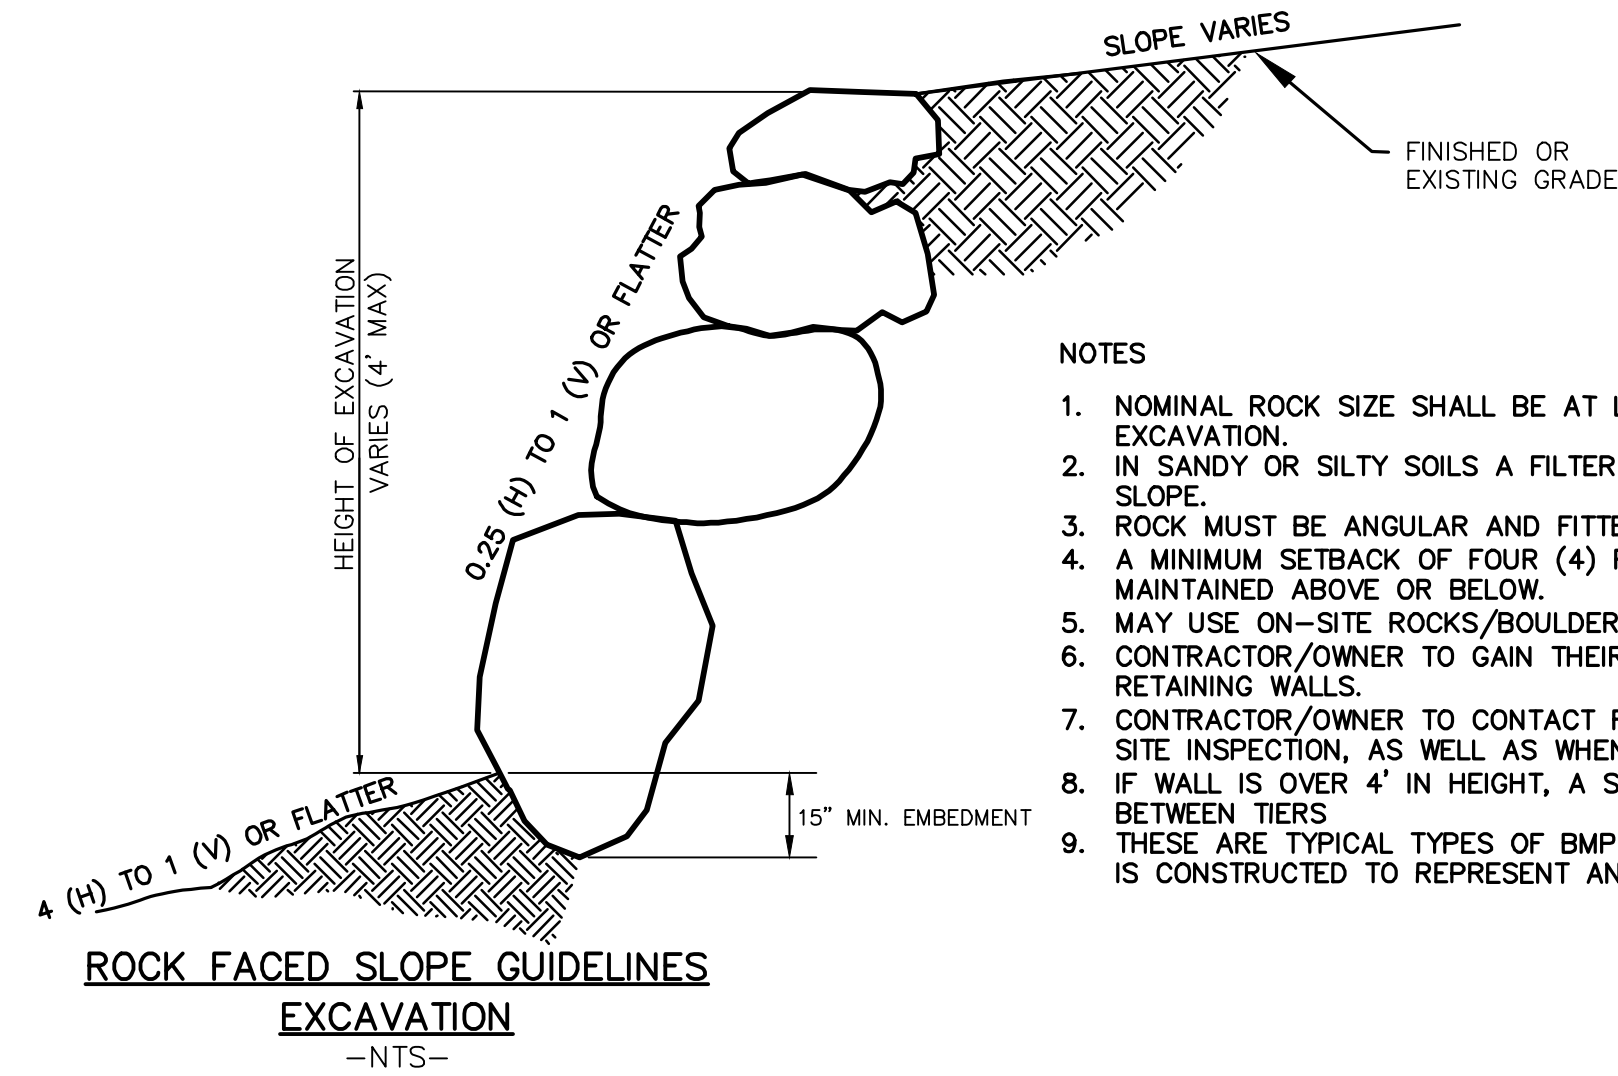 SLOPE VARIES
FINISHED OR
EXISTING GRADE
HEIGHT OF EXCAVATION
VARIES (4' MAX)
0.25 (H) TO 1 (V) OR FLATTER
4 (H) TO 1 (V) OR FLATTER
15" MIN. EMBEDMENT
NOTES
1. NOMINAL ROCK SIZE SHALL BE AT
EXCAVATION.
2. IN SANDY OR SILTY SOILS A FILTER
SLOPE.
3. ROCK MUST BE ANGULAR AND
4. A MINIMUM SETBACK OF FOUR (4)
MAINTAINED ABOVE OR BELOW.
5. MAY USE ON-SITE
6. CONTRACTOR/OWNER TO GAIN THEIR
RETAINING WALLS.
7. CONTRACTOR/OWNER TO CONTACT
SITE INSPECTION, AS WELL AS WHEN
8. IF WALL IS OVER 4' IN HEIGHT, A
BETWEEN TIERS
9. THESE ARE TYPICAL TYPES OF BMP
IS CONSTRUCTED TO REPRESENT AN
ROCK FACED SLOPE GUIDELINES
EXCAVATION
-NTS-